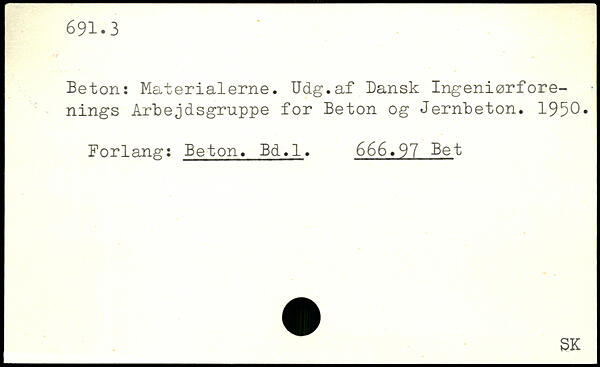 691.3
Beton: Materialerne. Udg.af Dansk Ingeniørfore-
nings Arbejdsgruppe for Beton og Jernbeton. 1950.
Forlang: Beton. Bd.1. 666.97 Bet
SK